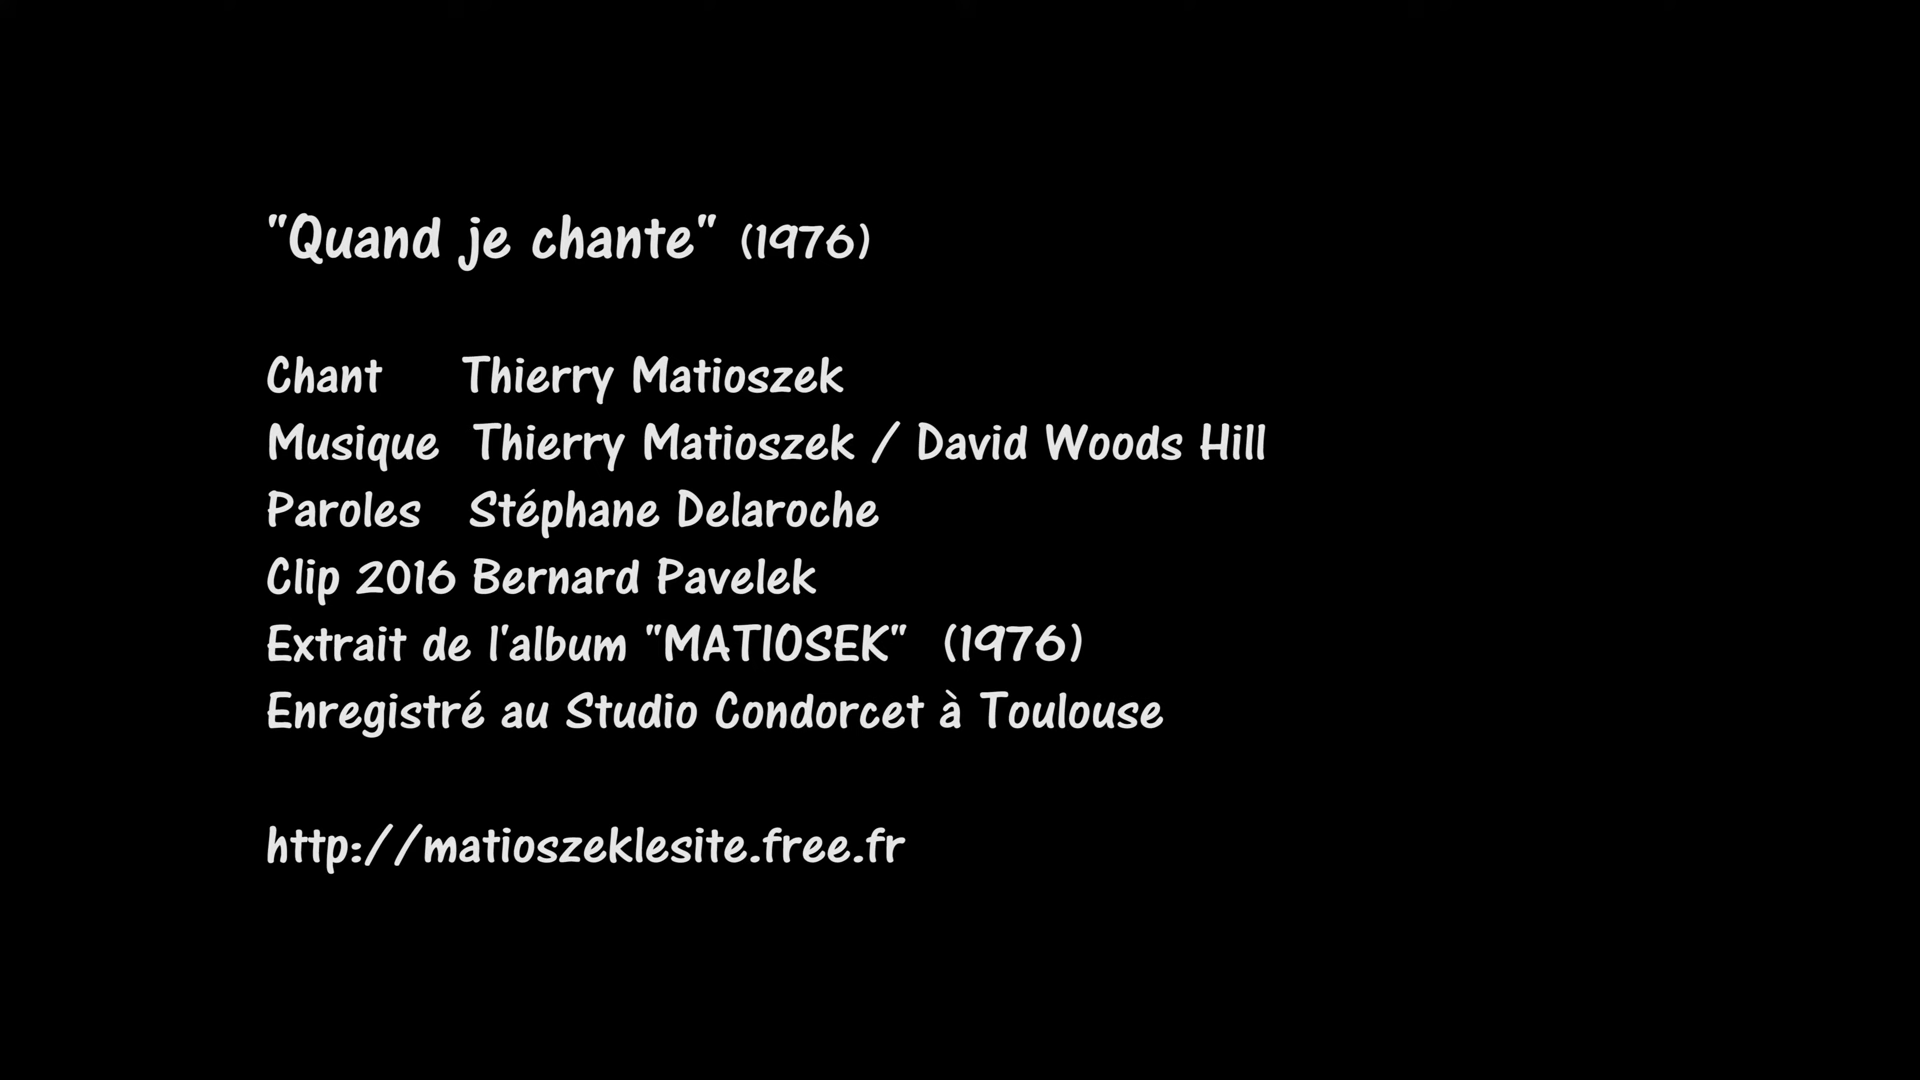 "Quand je chante" (1976)
Chant Thierry Matioszek
Musique Thierry Matioszek / David Woods Hill
Paroles Stéphane Delaroche
Clip 2016 Bernard Pavelek
Extrait de l'album "MATIOSEK" (1976)
Enregistré au Studio Condorcet à Toulouse
http://matioszeklesite.free.fr